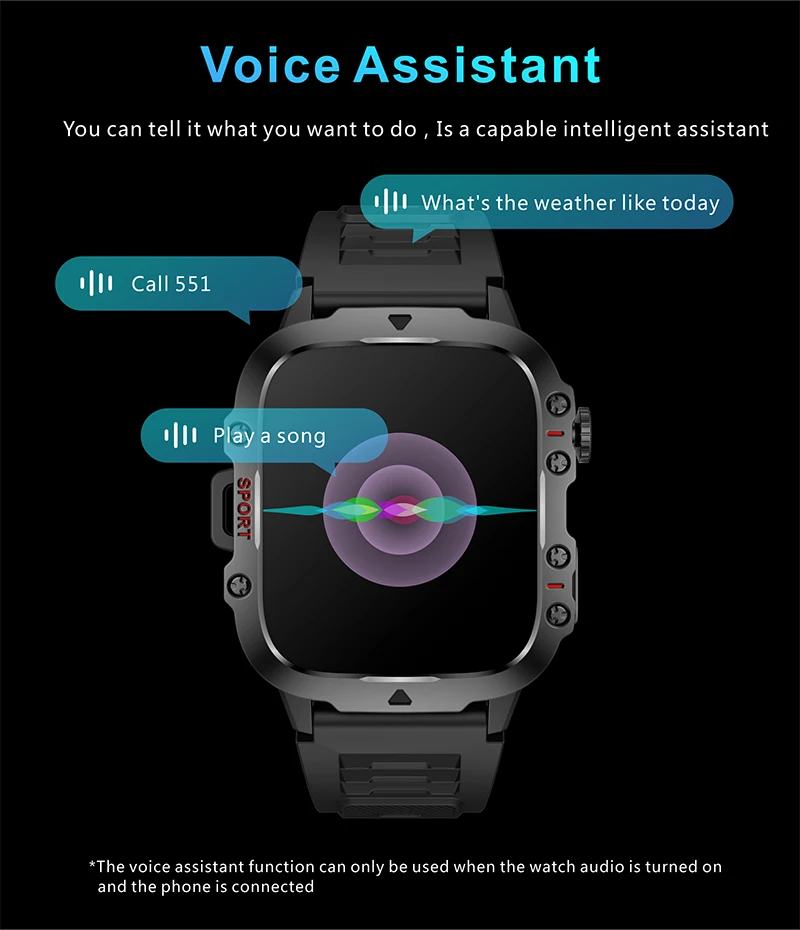 Voice Assistant
You can tell it what you want to do , Is a capable intelligent assistant
What's the weather like today
Call 551
Play a song
SPORT
*The voice assistant function can only be used when the watch audio is turned on
and the phone is connected